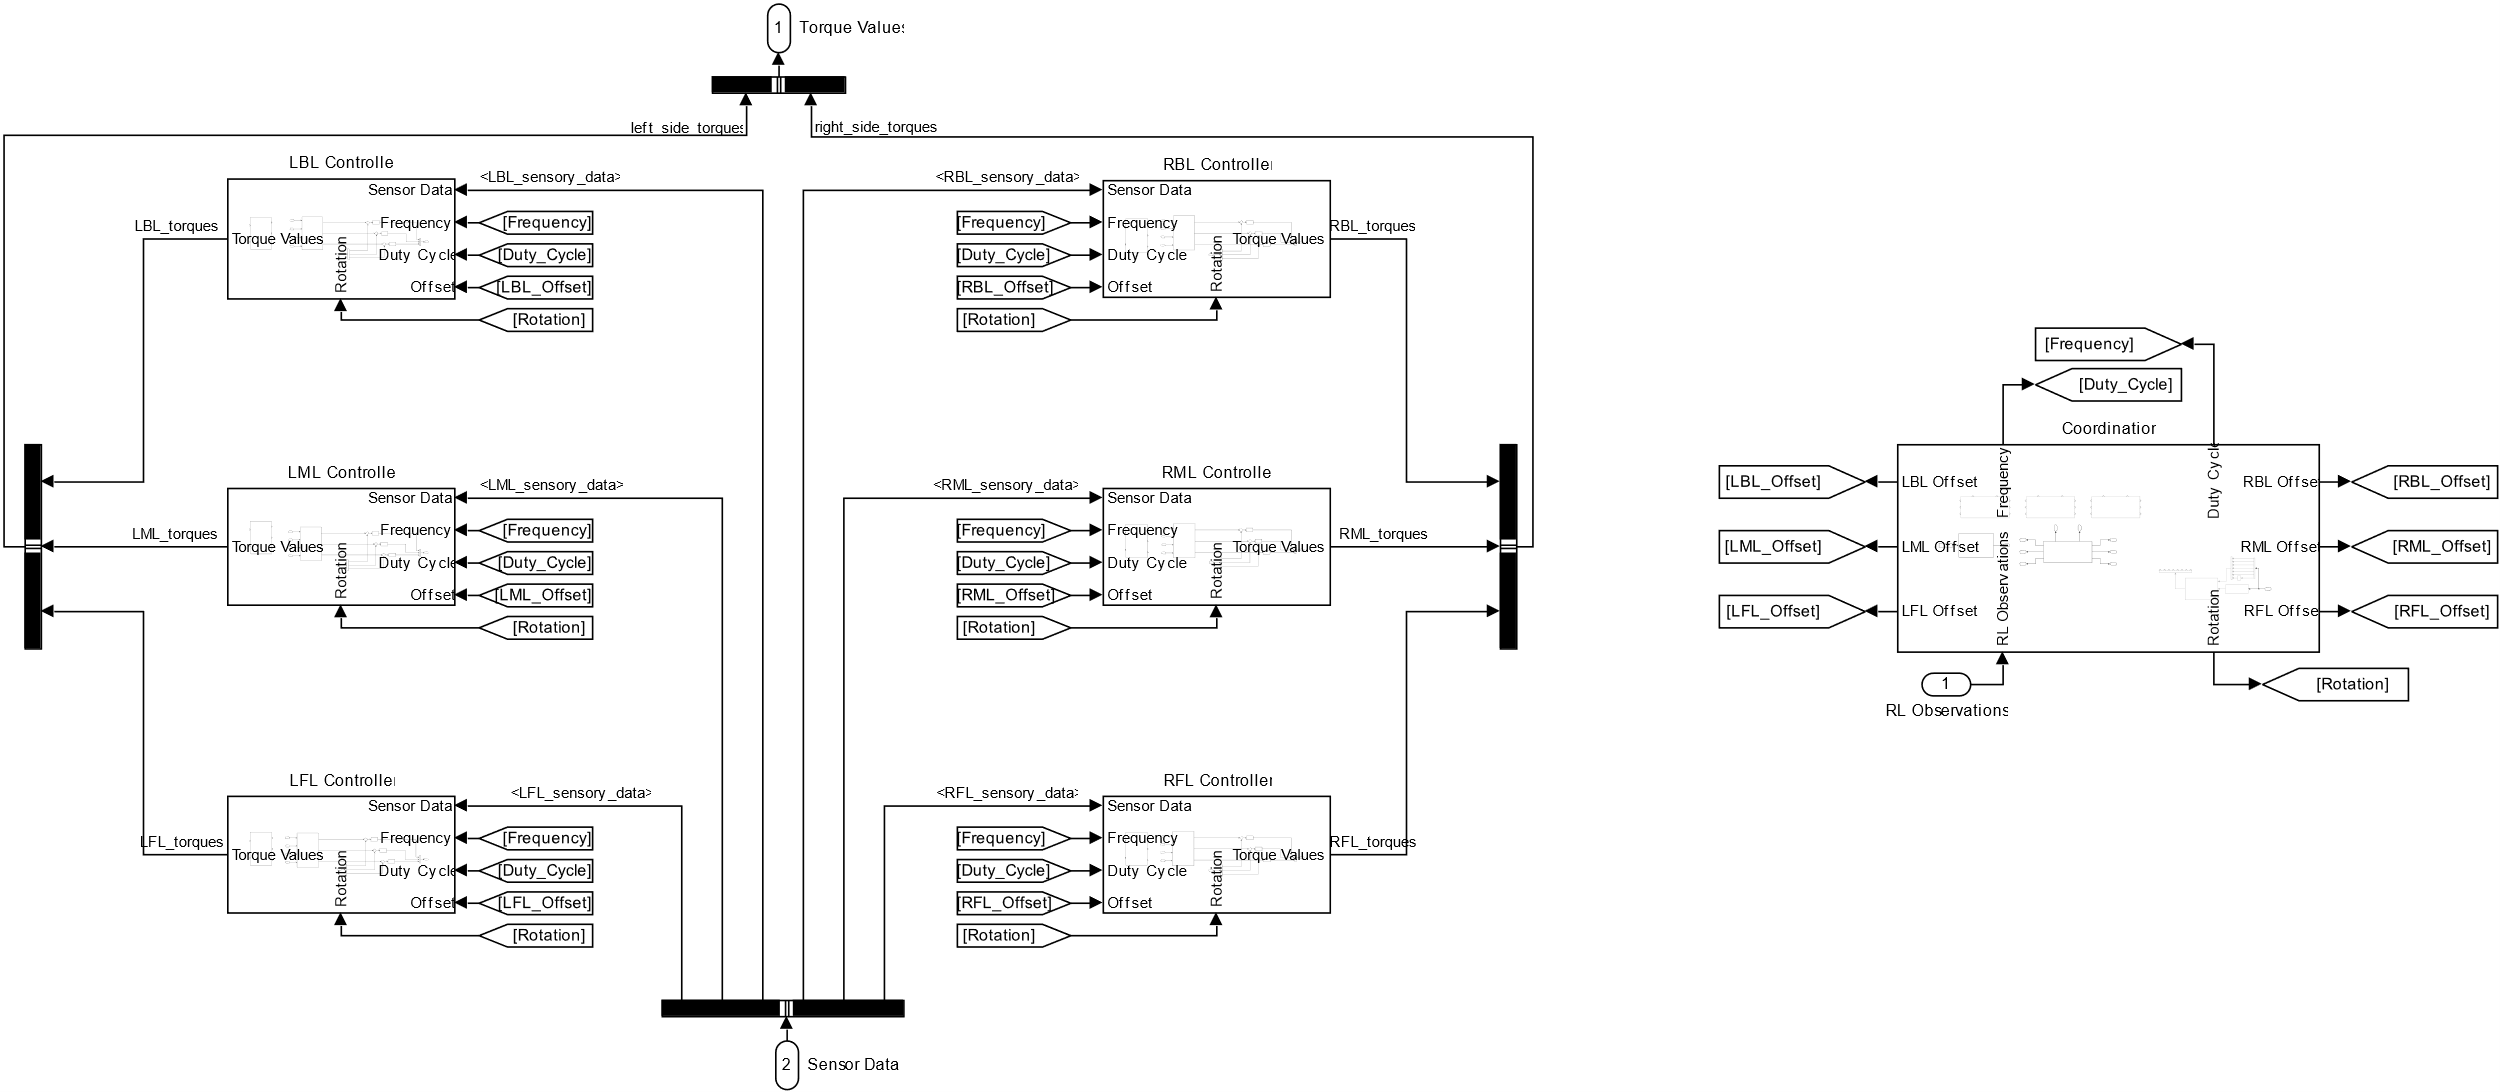 1 Torque Values
left_side_torques
right_side_torques
LBL Controlle
<LBL_sensory_data>
Sensor Data
Frequency
Duty Cycle
Offset
Rotation
Torque Values
LBL_torques
[Frequency]
[Duty_Cycle]
[LBL_Offset]
[Rotation]
RBL Controller
<RBL_sensory_data>
[Frequency]
[Duty_Cycle]
[RBL_Offset]
[Rotation]
Sensor Data
Frequency
Duty Cycle
Offset
Rotation
Torque Values
RBL_torques
LML Controlle
<LML_sensory_data>
Sensor Data
Frequency
Duty Cycle
Offset
Rotation
Torque Values
LML_torques
[Frequency]
[Duty_Cycle]
[LML_Offset]
[Rotation]
RML Controlle
<RML_sensory_data>
[Frequency]
[Duty_Cycle]
[RML_Offset]
[Rotation]
Sensor Data
Frequency
Duty Cycle
Offset
Rotation
Torque Values
RML_torques
LFL Controller
<LFL_sensory_data>
Sensor Data
Frequency
Duty Cycle
Offset
Rotation
Torque Values
LFL_torques
[Frequency]
[Duty_Cycle]
[LFL_Offset]
[Rotation]
RFL Controller
<RFL_sensory_data>
[Frequency]
[Duty_Cycle]
[RFL_Offset]
[Rotation]
Sensor Data
Frequency
Duty Cycle
Offset
Rotation
Torque Values
RFL_torques
2 Sensor Data
[Frequency]
[Duty_Cycle]
Coordination
[LBL_Offset]
[LML_Offset]
[LFL_Offset]
LBL Offset
LML Offset
LFL Offset
Frequency
RL Observations
Duty Cycle
Rotation
RBL Offse
RML Offset
RFL Offse
[RBL_Offset]
[RML_Offset]
[RFL_Offset]
[Rotation]
1
RL Observations